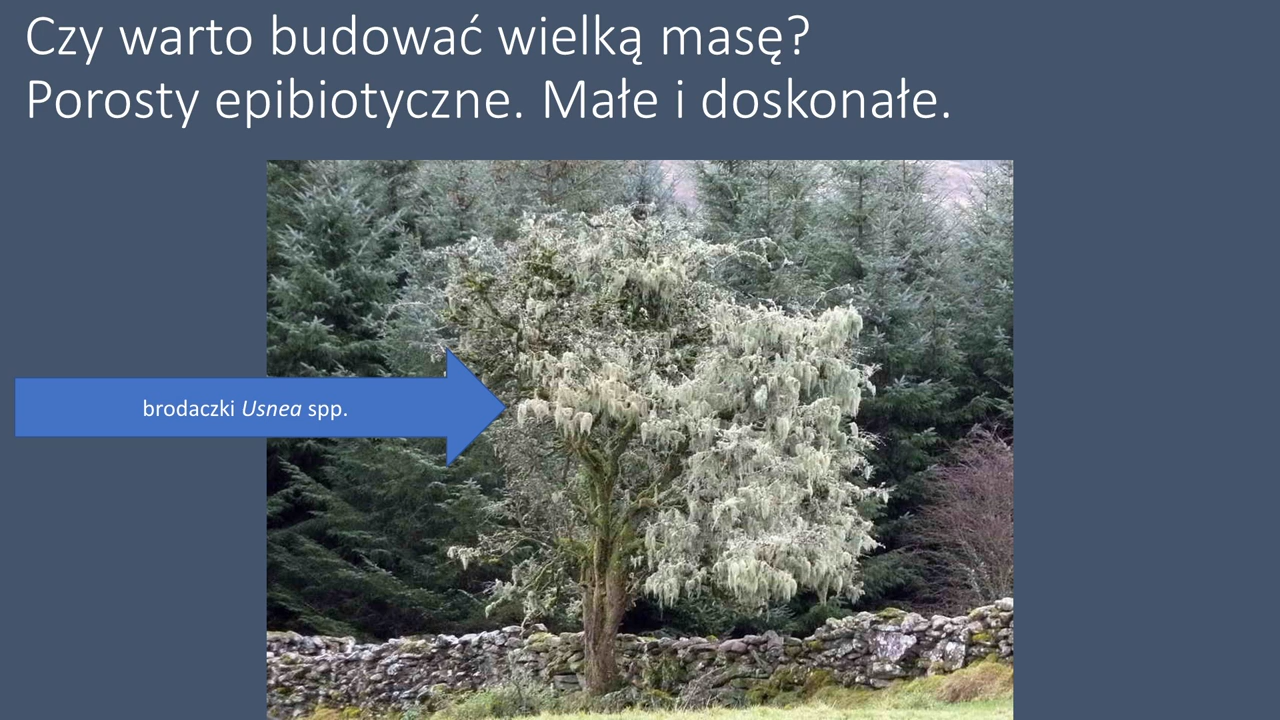 Czy warto budować wielką masę?
Porosty epibiotyczne. Małe i doskonałe.
brodaczki Usnea spp.